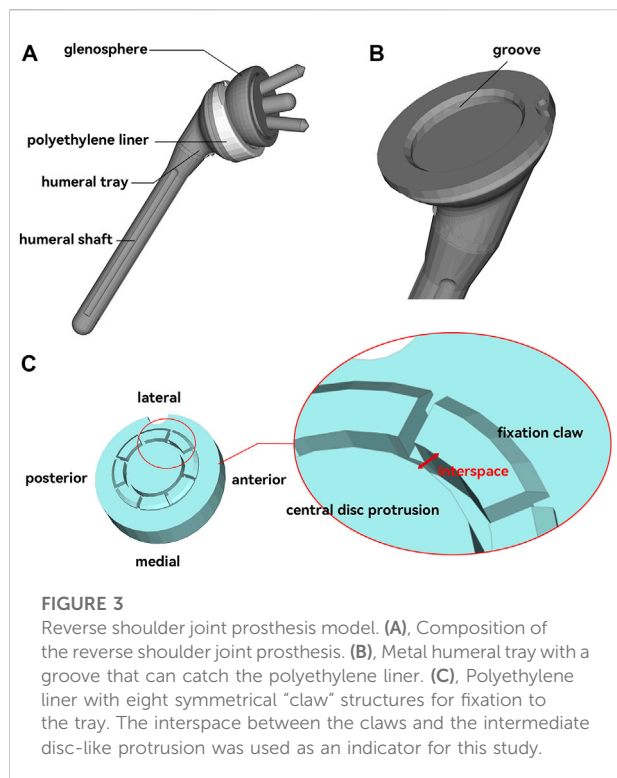 A
glenosphere
polyethylene liner
humeral tray
humeral shaft
B
groove
C
lateral
posterior
anterior
medial
fixation claw
interspace
central disc protrusion
FIGURE 3
Reverse shoulder joint prosthesis model. (A), Composition of
the reverse shoulder joint prosthesis. (B), Metal humeral tray with a
groove that can catch the polyethylene liner. (C), Polyethylene
liner with eight symmetrical “claw” structures for fixation to
the tray. The interspace between the claws and the intermediate
disc-like protrusion was used as an indicator for this study.